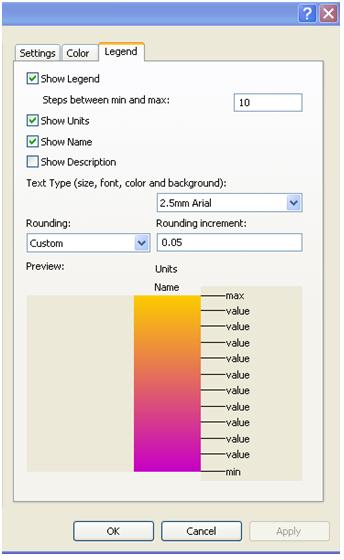 Settings Color Legend
Show Legend
Steps between min and max: 10
Show Units
Show Name
Show Description
Text Type (size, font, color and background):
2.5mm Arial
Rounding: Rounding increment:
Custom 0.05
Preview: Units
Name
max
value
value
value
value
value
value
value
value
value
value
min
OK Cancel Apply